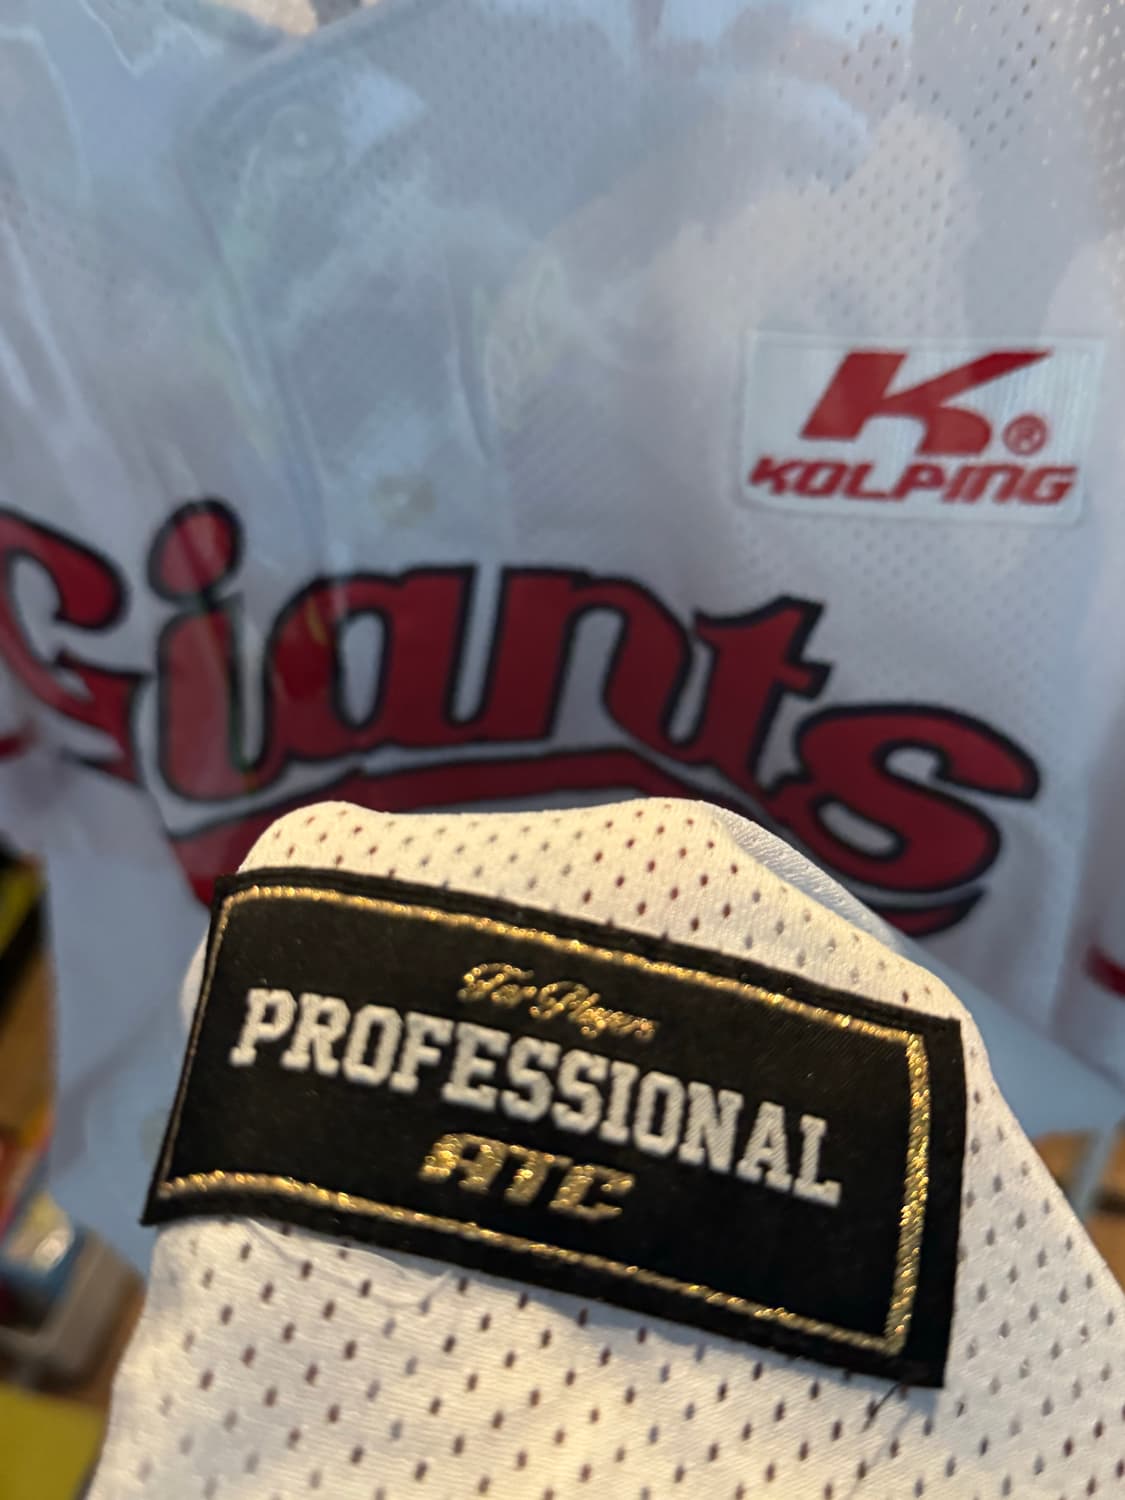 K®
KOLPING
Giants
For Players
PROFESSIONAL
ATC